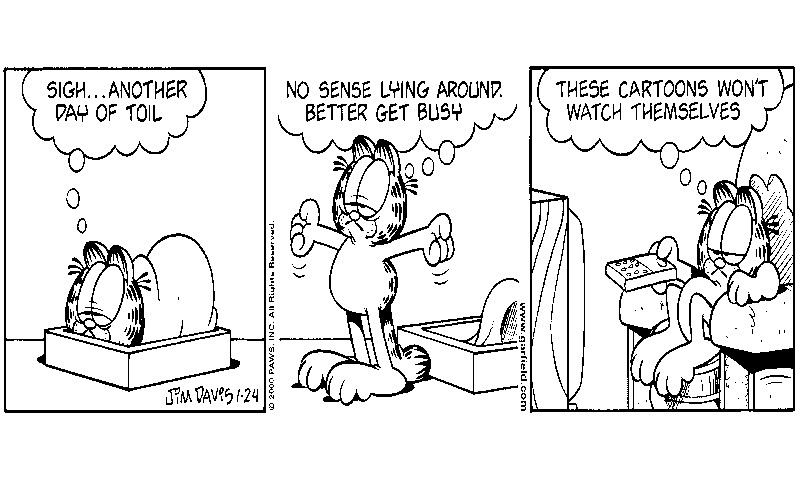 SIGH...ANOTHER
DAY OF TOIL
JIM DAVIS 1-24
© 2000 PAWS, INC. All Rights Reserved.
NO SENSE LYING AROUND.
BETTER GET BUSY
www.garfield.com
THESE CARTOONS WON'T
WATCH THEMSELVES